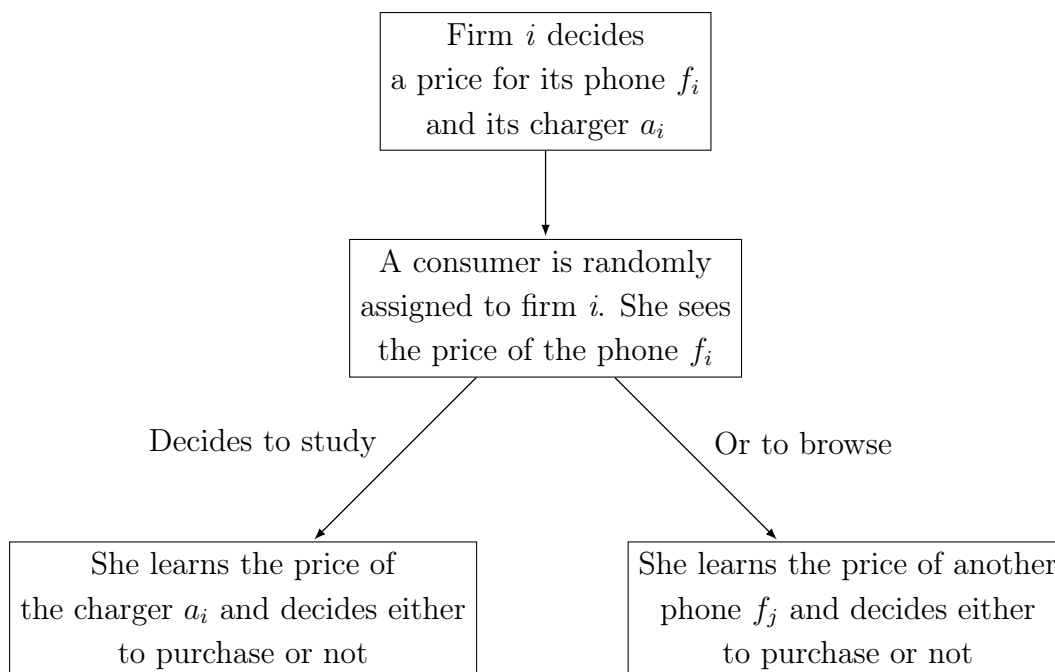 Firm i decides
a price for its phone f_i
and its charger a_i
A consumer is randomly
assigned to firm i. She sees
the price of the phone f_i
Decides to study
Or to browse
She learns the price of
the charger a_i and decides either
to purchase or not
She learns the price of another
phone f_j and decides either
to purchase or not